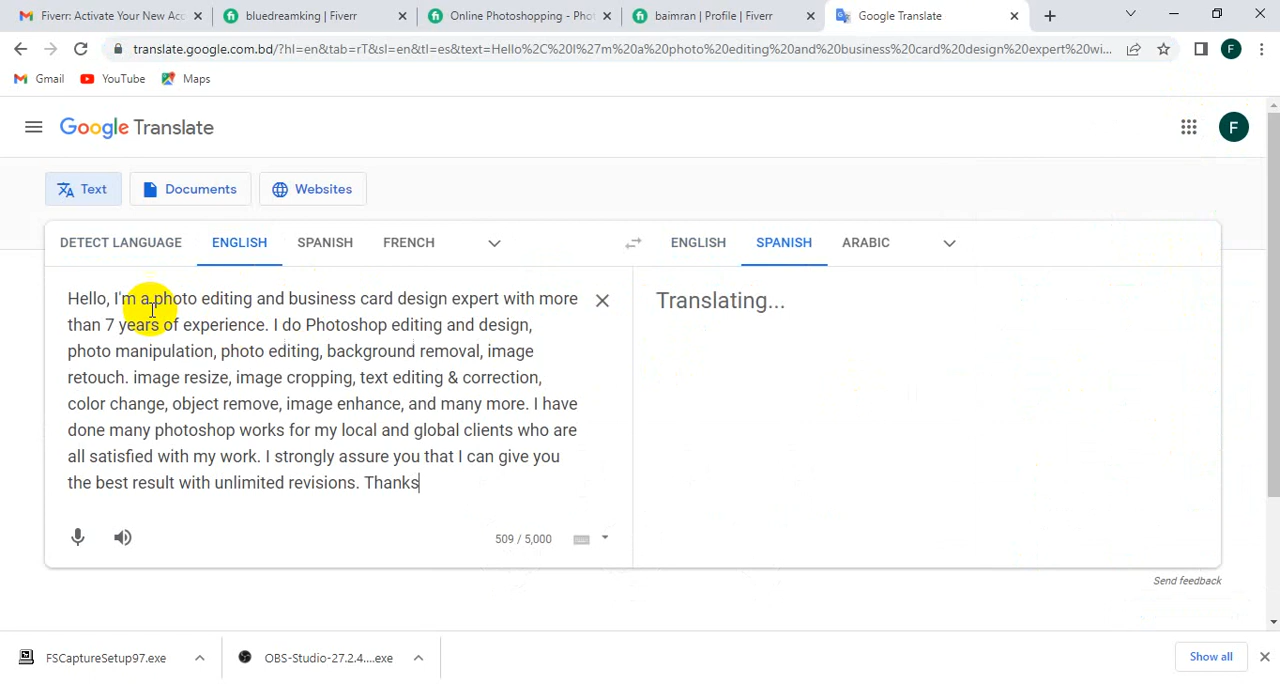 Fiverr: Activate Your New Acc
bluedreamking | Fiverr
Online Photoshopping - Phot
baimran | Profile | Fiverr
Google Translate
translate.google.com.bd/?hl=en&tab=rT&sl=en&tl=es&text=Hello%2C%20I%27m%20a%20photo%20editing%20and%20business%20card%20design%20expert%20wi...
F
Gmail
YouTube
Maps
Google Translate
F
Text
Documents
Websites
DETECT LANGUAGE
ENGLISH
SPANISH
FRENCH
ENGLISH
SPANISH
ARABIC
Hello, I'm a photo editing and business card design expert with more
than 7 years of experience. I do Photoshop editing and design,
photo manipulation, photo editing, background removal, image
retouch. image resize, image cropping, text editing & correction,
color change, object remove, image enhance, and many more. I have
done many photoshop works for my local and global clients who are
all satisfied with my work. I strongly assure you that I can give you
the best result with unlimited revisions. Thanks
Translating...
509 / 5,000
Send feedback
FSCaptureSetup97.exe
OBS-Studio-27.2.4....exe
Show all